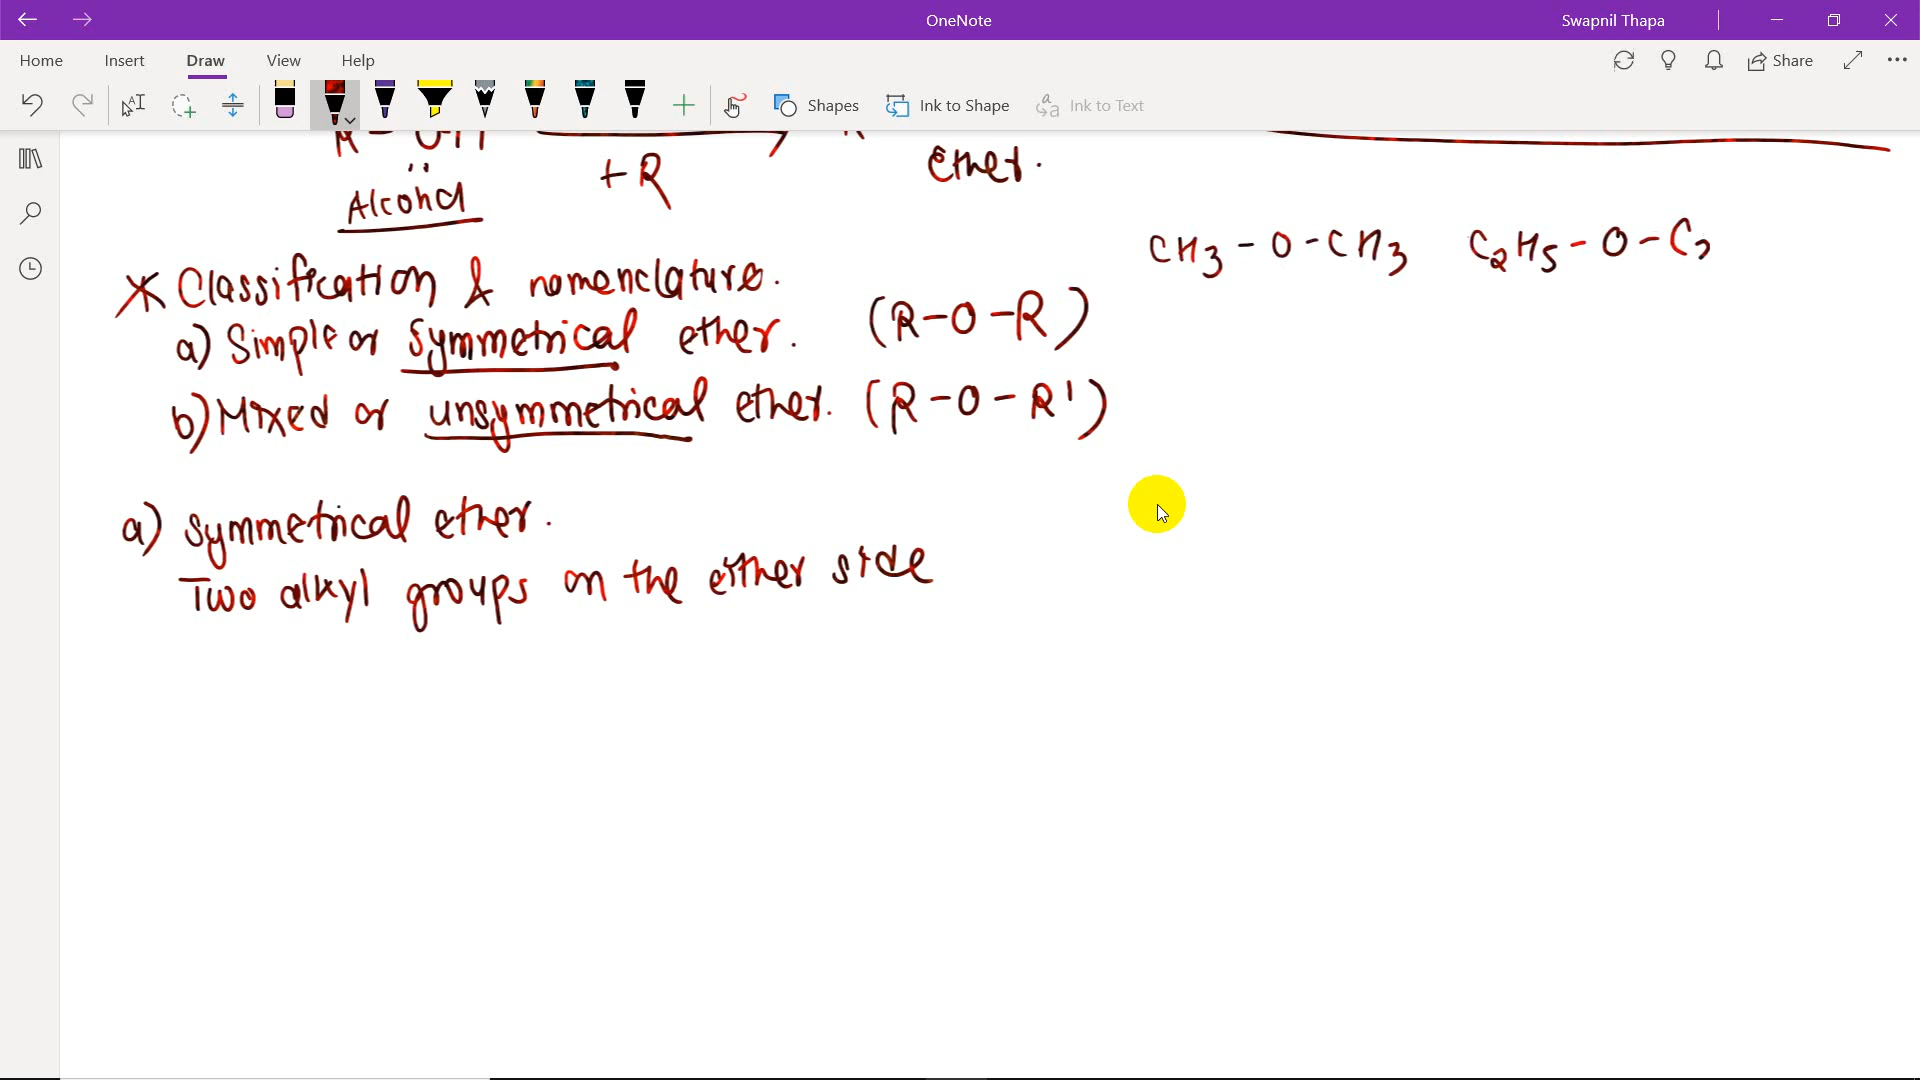 OneNote
Swapnil Thapa
Home Insert Draw View Help
Share
Shapes
Ink to Shape
Ink to Text
R - OH
Alcohol
+R
R
Ether.
CH3 - O - CH3 C2H5 - O - C2
* Classification & nomenclature.
a) Simple or symmetrical ether. (R-O-R)
b) Mixed or unsymmetrical ether. (R-O-R')
a) symmetrical ether.
Two alkyl groups on the either side